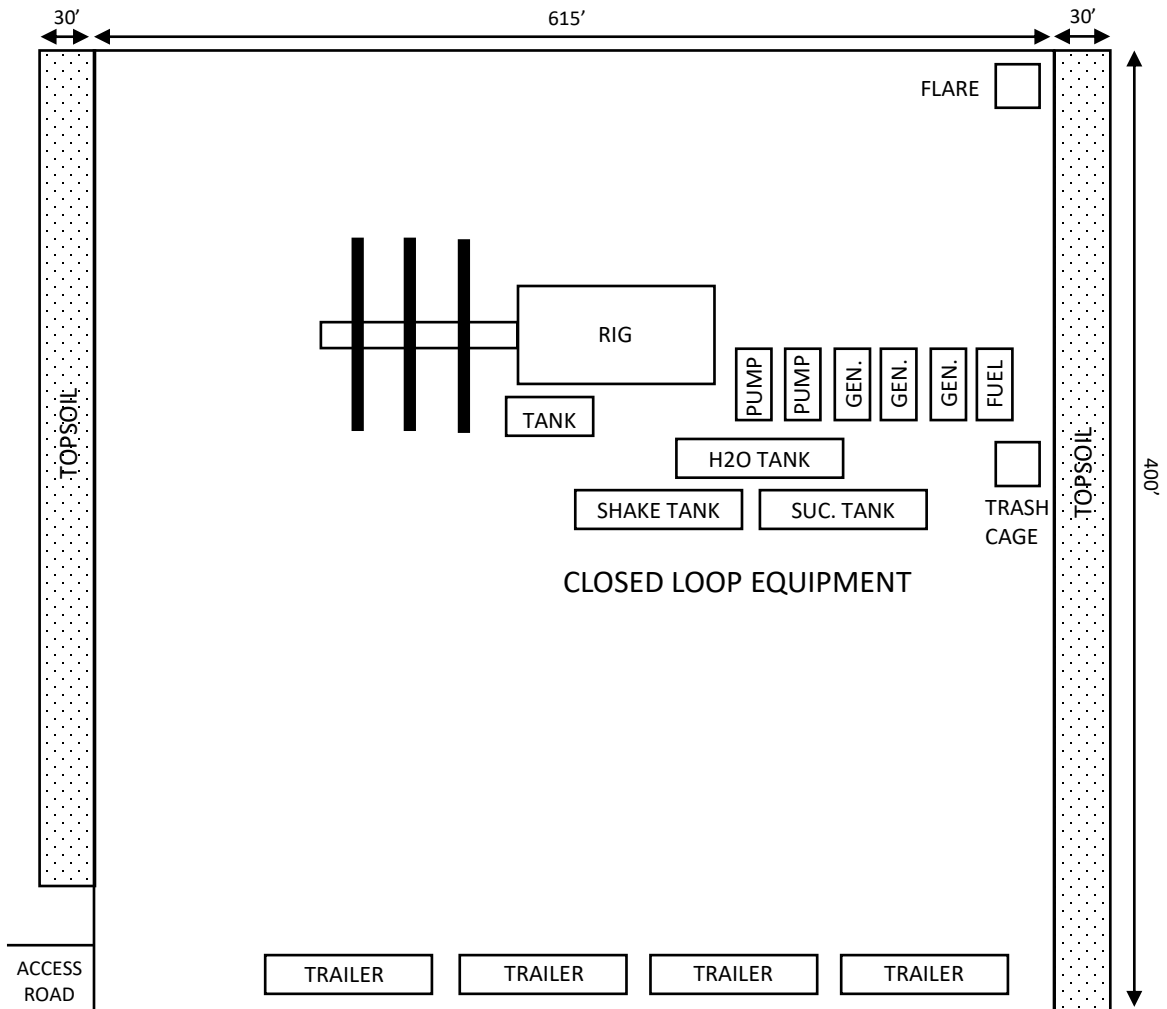 30’
615’
30’
FLARE
RIG
PUMP
PUMP
GEN.
GEN.
GEN.
FUEL
TANK
TOPSOIL
TOPSOIL
H2O TANK
400’
SHAKE TANK
SUC. TANK
TRASH
CAGE
CLOSED LOOP EQUIPMENT
ACCESS
ROAD
TRAILER
TRAILER
TRAILER
TRAILER